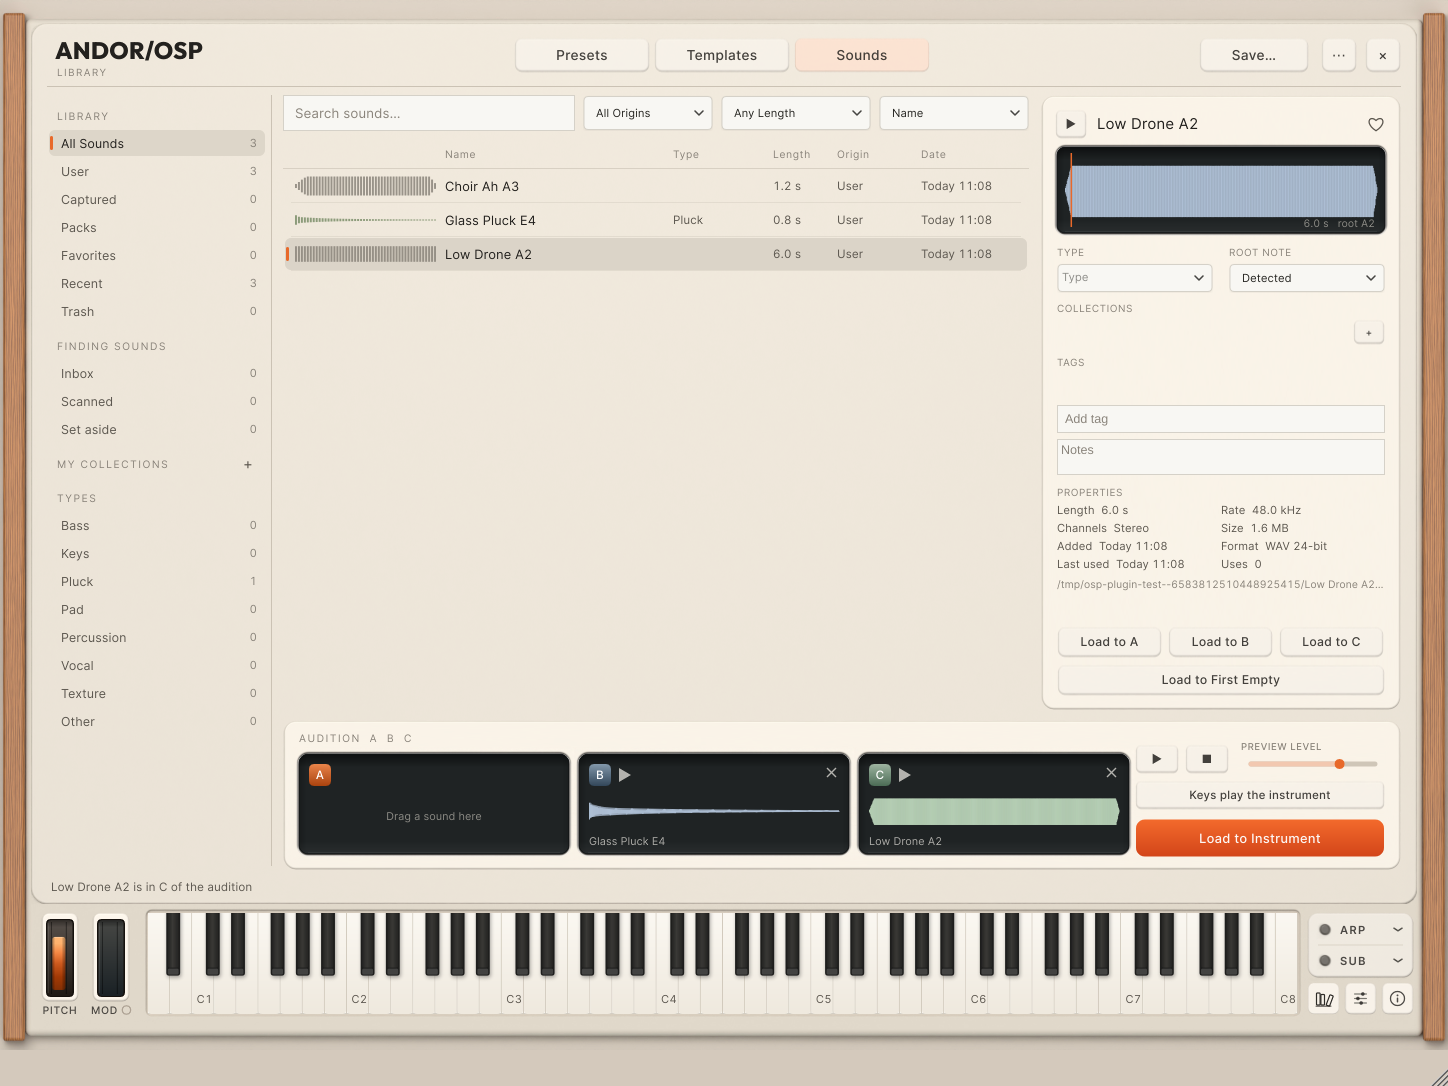 ANDOR/OSP
LIBRARY
Presets
Templates
Sounds
Save...
LIBRARY
All Sounds 3
User 3
Captured 0
Packs 0
Favorites 0
Recent 3
Trash 0
FINDING SOUNDS
Inbox 0
Scanned 0
Set aside 0
MY COLLECTIONS +
TYPES
Bass 0
Keys 0
Pluck 1
Pad 0
Percussion 0
Vocal 0
Texture 0
Other 0
Search sounds...
All Origins
Any Length
Name
Name Type Length Origin Date
Choir Ah A3 1.2 s User Today 11:08
Glass Pluck E4 Pluck 0.8 s User Today 11:08
Low Drone A2 6.0 s User Today 11:08
Low Drone A2
6.0 s root A2
TYPE ROOT NOTE
Type Detected
COLLECTIONS
+
TAGS
Add tag
Notes
PROPERTIES
Length 6.0 s Rate 48.0 kHz
Channels Stereo Size 1.6 MB
Added Today 11:08 Format WAV 24-bit
Last used Today 11:08 Uses 0
/tmp/osp-plugin-test--6583812510448925415/Low Drone A2...
Load to A Load to B Load to C
Load to First Empty
AUDITION A B C
A
Drag a sound here
B
Glass Pluck E4
C
Low Drone A2
PREVIEW LEVEL
Keys play the instrument
Load to Instrument
Low Drone A2 is in C of the audition
PITCH MOD
C1 C2 C3 C4 C5 C6 C7 C8
ARP
SUB